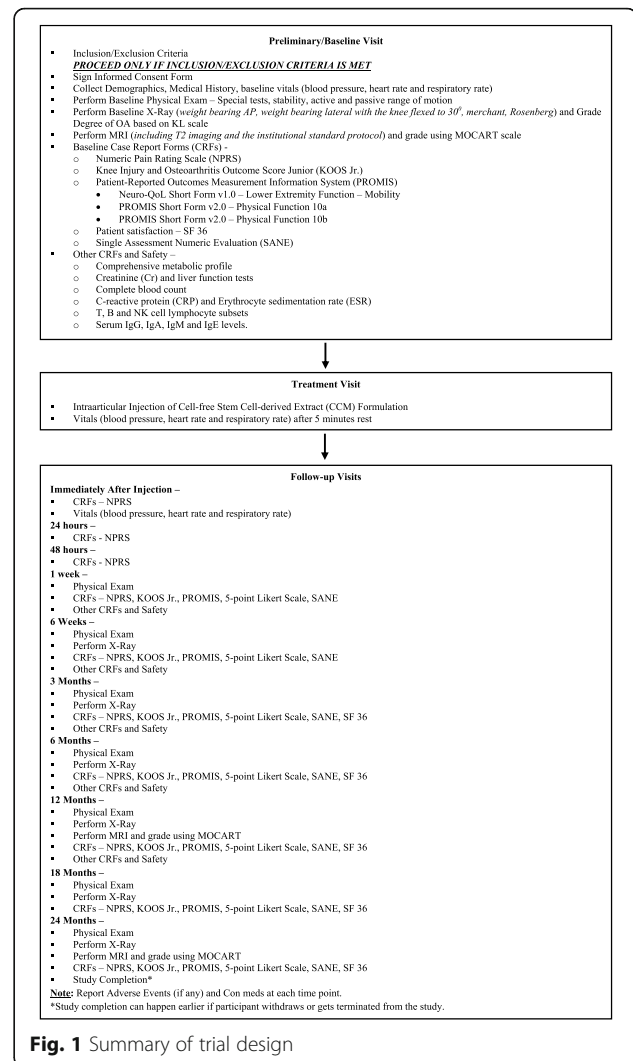 Preliminary/Baseline Visit
▪ Inclusion/Exclusion Criteria
PROCEED ONLY IF INCLUSION/EXCLUSION CRITERIA IS MET
▪ Sign Informed Consent Form
▪ Collect Demographics, Medical History, baseline vitals (blood pressure, heart rate and respiratory rate)
▪ Perform Baseline Physical Exam – Special tests, stability, active and passive range of motion
▪ Perform Baseline X-Ray (weight bearing AP, weight bearing lateral with the knee flexed to 30⁰, merchant, Rosenberg) and Grade
Degree of OA based on KL scale
▪ Perform MRI (including T2 imaging and the institutional standard protocol) and grade using MOCART scale
▪ Baseline Case Report Forms (CRFs) -
o Numeric Pain Rating Scale (NPRS)
o Knee Injury and Osteoarthritis Outcome Score Junior (KOOS Jr.)
o Patient-Reported Outcomes Measurement Information System (PROMIS)
• Neuro-QoL Short Form v1.0 – Lower Extremity Function – Mobility
• PROMIS Short Form v2.0 – Physical Function 10a
• PROMIS Short Form v2.0 – Physical Function 10b
o Patient satisfaction – SF 36
o Single Assessment Numeric Evaluation (SANE)
▪ Other CRFs and Safety –
o Comprehensive metabolic profile
o Creatinine (Cr) and liver function tests
o Complete blood count
o C-reactive protein (CRP) and Erythrocyte sedimentation rate (ESR)
o T, B and NK cell lymphocyte subsets
o Serum IgG, IgA, IgM and IgE levels.
Treatment Visit
▪ Intraarticular Injection of Cell-free Stem Cell-derived Extract (CCM) Formulation
▪ Vitals (blood pressure, heart rate and respiratory rate) after 5 minutes rest
Follow-up Visits
Immediately After Injection –
▪ CRFs – NPRS
▪ Vitals (blood pressure, heart rate and respiratory rate)
24 hours –
▪ CRFs - NPRS
48 hours –
▪ CRFs - NPRS
1 week –
▪ Physical Exam
▪ CRFs – NPRS, KOOS Jr., PROMIS, 5-point Likert Scale, SANE
▪ Other CRFs and Safety
6 Weeks –
▪ Physical Exam
▪ Perform X-Ray
▪ CRFs – NPRS, KOOS Jr., PROMIS, 5-point Likert Scale, SANE
▪ Other CRFs and Safety
3 Months –
▪ Physical Exam
▪ Perform X-Ray
▪ CRFs – NPRS, KOOS Jr., PROMIS, 5-point Likert Scale, SANE, SF 36
▪ Other CRFs and Safety
6 Months –
▪ Physical Exam
▪ Perform X-Ray
▪ CRFs – NPRS, KOOS Jr., PROMIS, 5-point Likert Scale, SANE, SF 36
▪ Other CRFs and Safety
12 Months –
▪ Physical Exam
▪ Perform X-Ray
▪ Perform MRI and grade using MOCART
▪ CRFs – NPRS, KOOS Jr., PROMIS, 5-point Likert Scale, SANE, SF 36
▪ Other CRFs and Safety
18 Months –
▪ Physical Exam
▪ Perform X-Ray
▪ CRFs – NPRS, KOOS Jr., PROMIS, 5-point Likert Scale, SANE, SF 36
24 Months –
▪ Physical Exam
▪ Perform X-Ray
▪ Perform MRI and grade using MOCART
▪ CRFs – NPRS, KOOS Jr., PROMIS, 5-point Likert Scale, SANE, SF 36
▪ Study Completion*
Note: Report Adverse Events (if any) and Con meds at each time point.
*Study completion can happen earlier if participant withdraws or gets terminated from the study.
Fig. 1 Summary of trial design